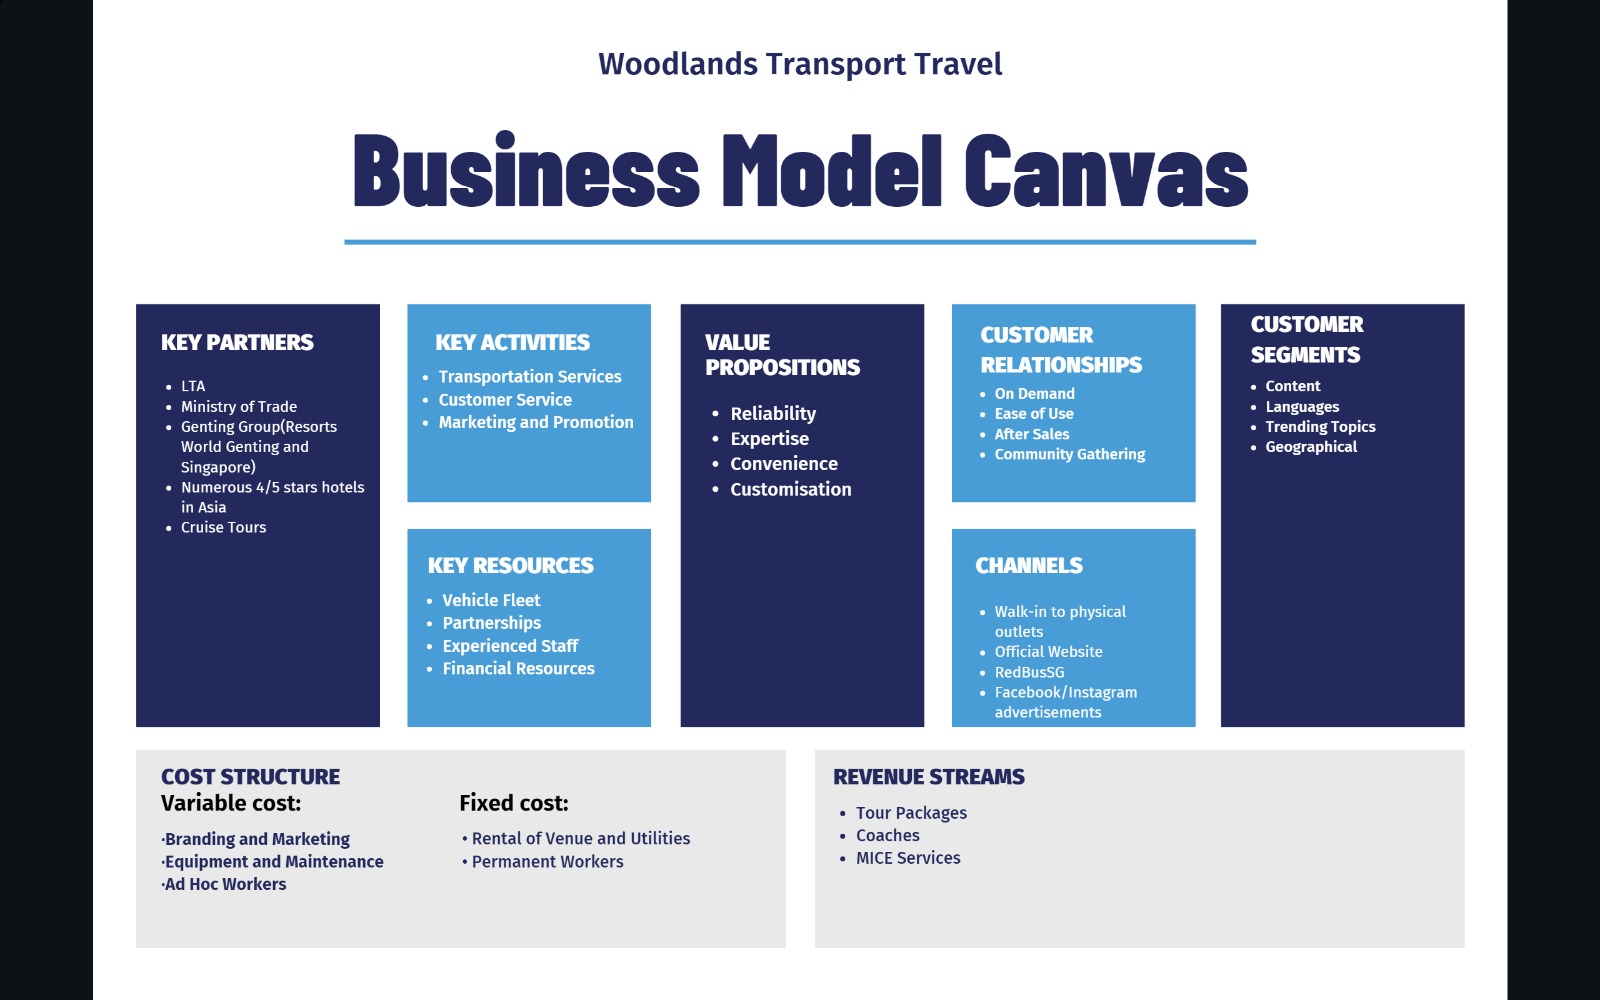 Woodlands Transport Travel
Business Model Canvas
KEY PARTNERS
• LTA
• Ministry of Trade
• Genting Group(Resorts
World Genting and
Singapore)
• Numerous 4/5 stars hotels
in Asia
• Cruise Tours
KEY ACTIVITIES
• Transportation Services
• Customer Service
• Marketing and Promotion
KEY RESOURCES
• Vehicle Fleet
• Partnerships
• Experienced Staff
• Financial Resources
VALUE
PROPOSITIONS
• Reliability
• Expertise
• Convenience
• Customisation
CUSTOMER
RELATIONSHIPS
• On Demand
• Ease of Use
• After Sales
• Community Gathering
CHANNELS
• Walk-in to physical
outlets
• Official Website
• RedBusSG
• Facebook/Instagram
advertisements
CUSTOMER
SEGMENTS
• Content
• Languages
• Trending Topics
• Geographical
COST STRUCTURE
Variable cost:
·Branding and Marketing
·Equipment and Maintenance
·Ad Hoc Workers
Fixed cost:
• Rental of Venue and Utilities
• Permanent Workers
REVENUE STREAMS
• Tour Packages
• Coaches
• MICE Services